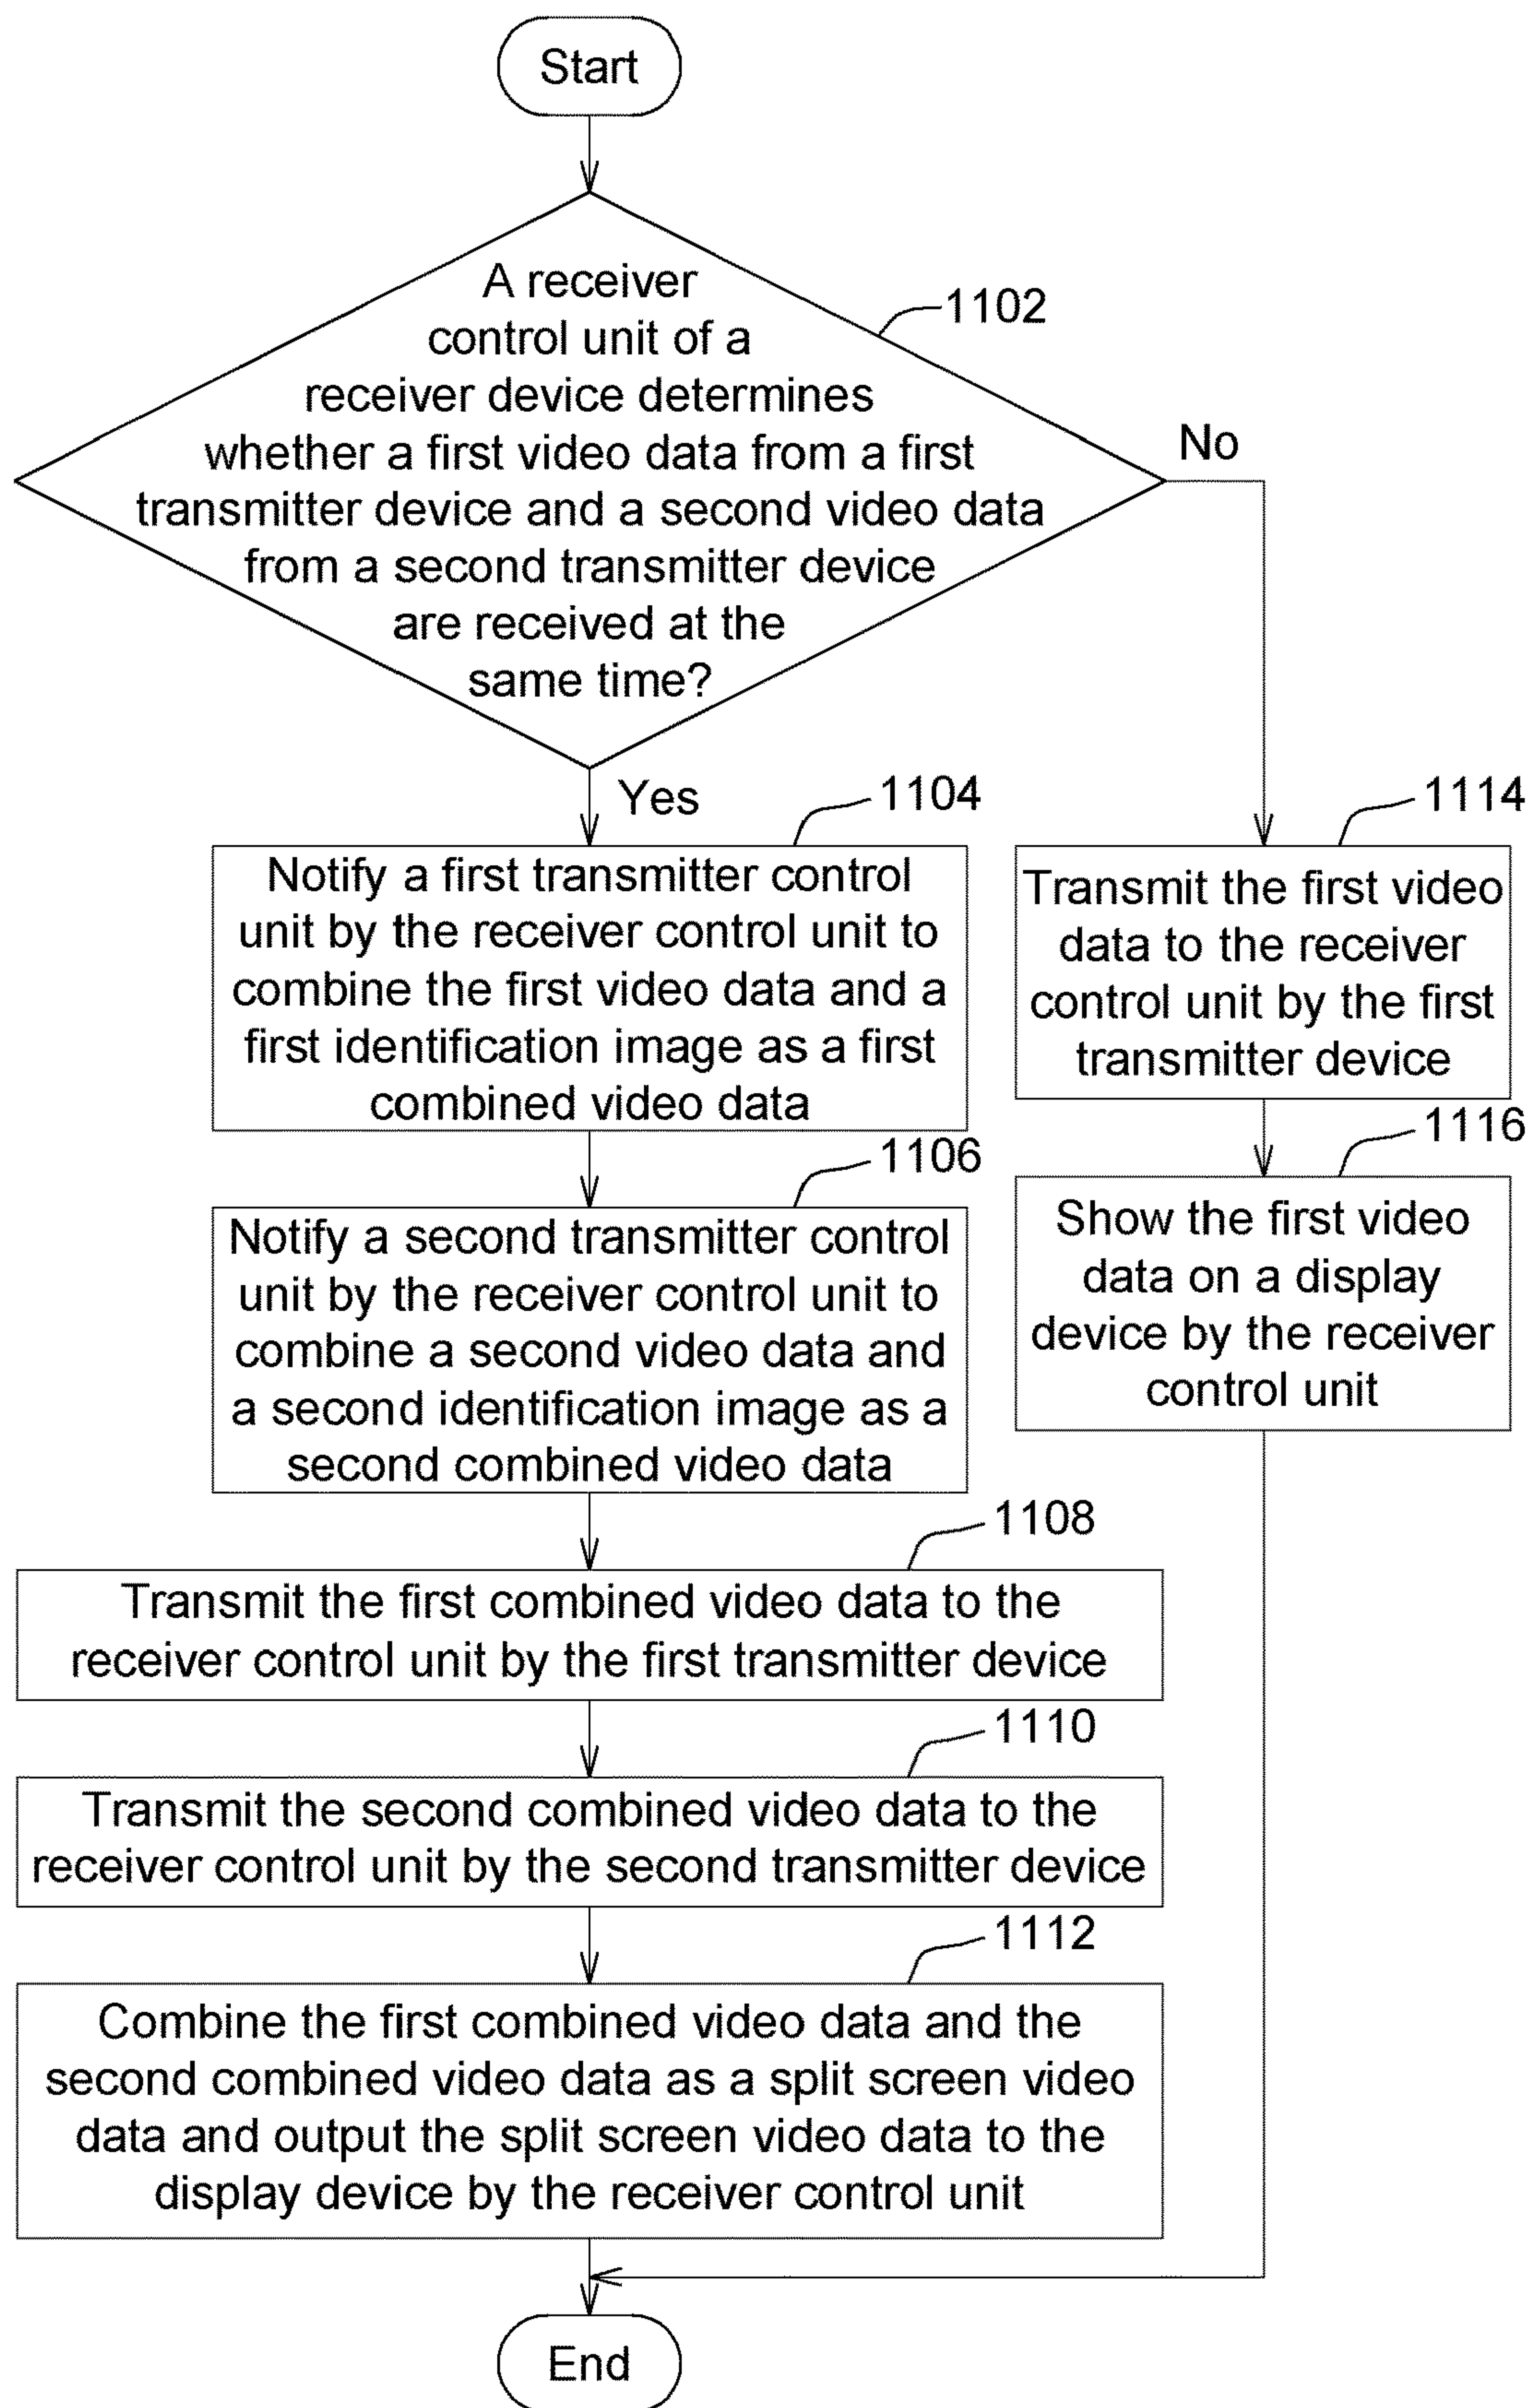 Start
A receiver
control unit of a
receiver device determines
whether a first video data from a first
transmitter device and a second video data
from a second transmitter device
are received at the
same time?
1102
No
Yes
1104
Notify a first transmitter control
unit by the receiver control unit to
combine the first video data and a
first identification image as a first
combined video data
1106
Notify a second transmitter control
unit by the receiver control unit to
combine a second video data and
a second identification image as a
second combined video data
1108
Transmit the first combined video data to the
receiver control unit by the first transmitter device
1110
Transmit the second combined video data to the
receiver control unit by the second transmitter device
1112
Combine the first combined video data and the
second combined video data as a split screen video
data and output the split screen video data to the
display device by the receiver control unit
1114
Transmit the first video
data to the receiver
control unit by the first
transmitter device
1116
Show the first video
data on a display
device by the receiver
control unit
End